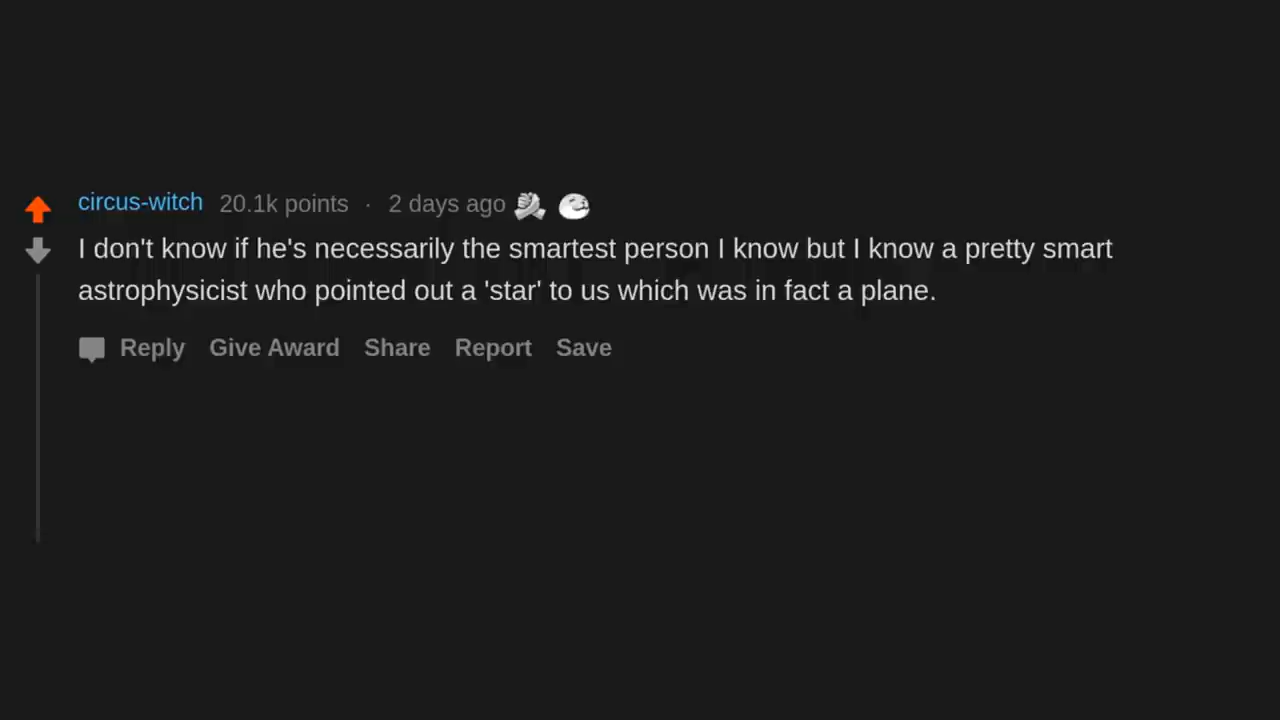 circus-witch 20.1k points · 2 days ago
I don't know if he's necessarily the smartest person I know but I know a pretty smart
astrophysicist who pointed out a 'star' to us which was in fact a plane.
Reply Give Award Share Report Save